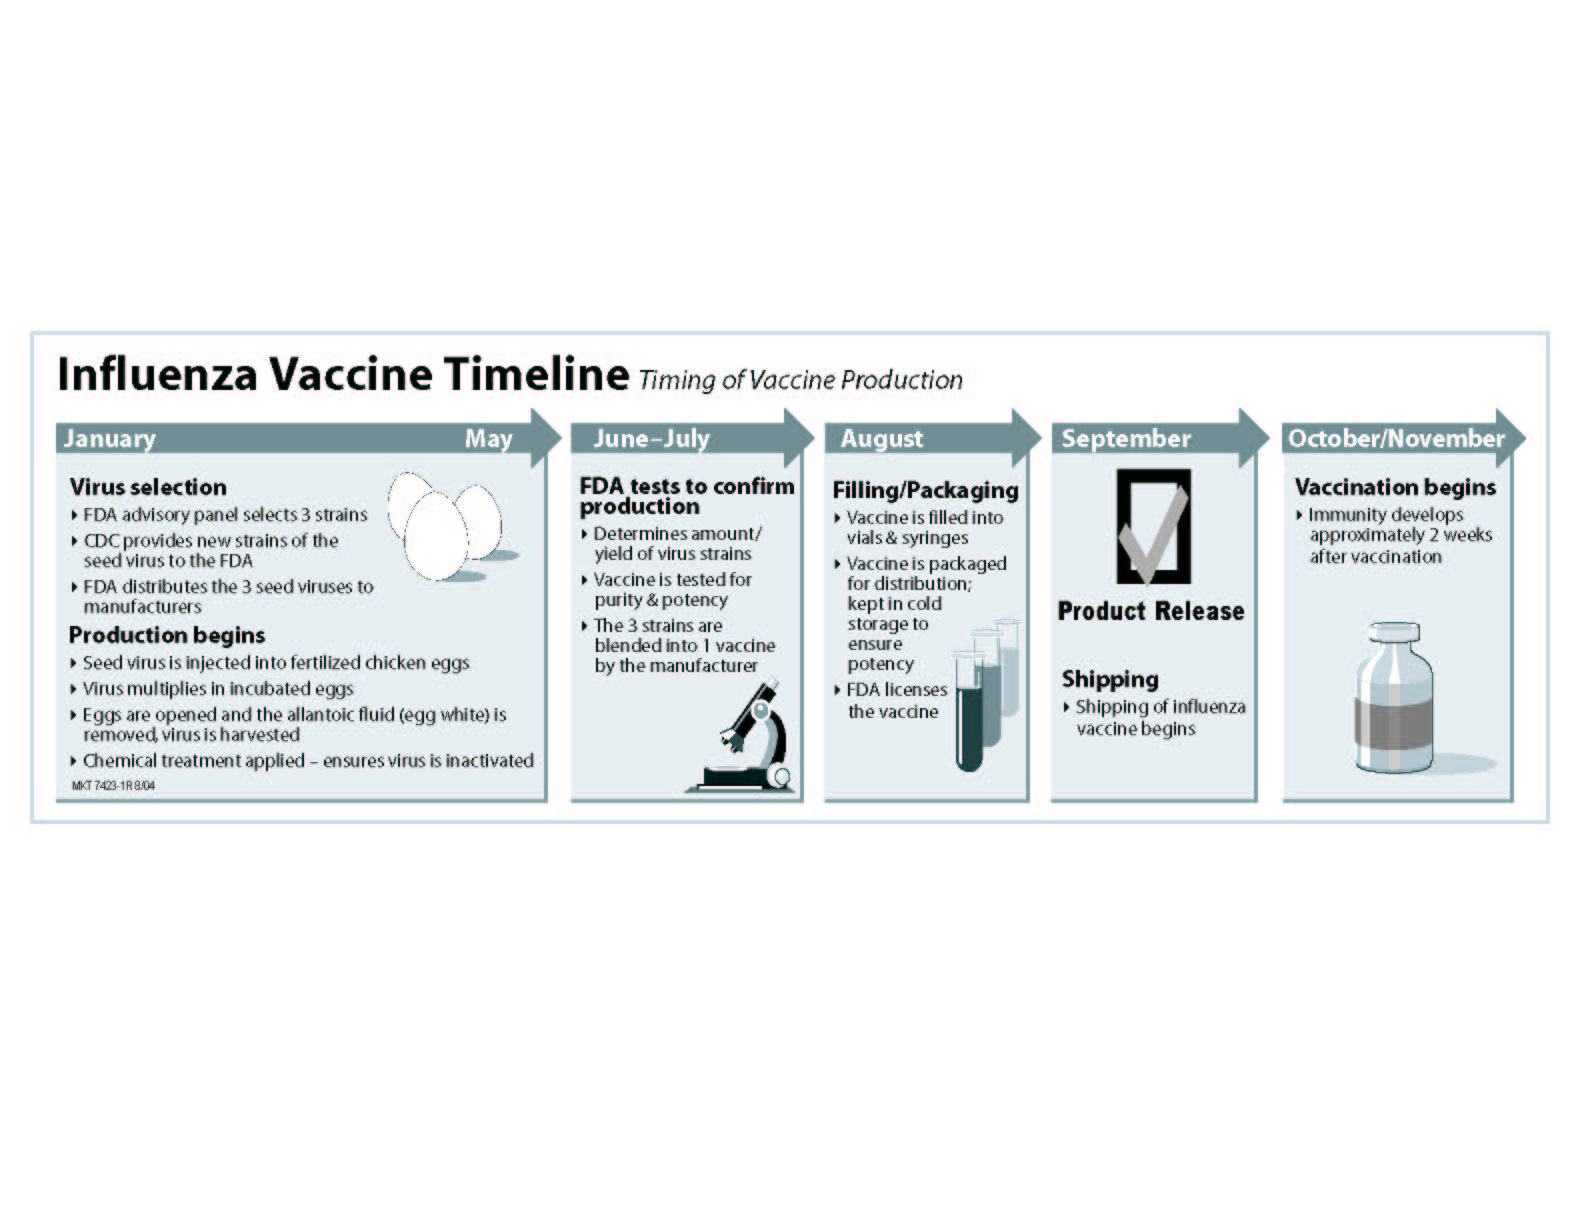 Influenza Vaccine Timeline Timing of Vaccine Production
January May
Virus selection
‣ FDA advisory panel selects 3 strains
‣ CDC provides new strains of the
seed virus to the FDA
‣ FDA distributes the 3 seed viruses to
manufacturers
Production begins
‣ Seed virus is injected into fertilized chicken eggs
‣ Virus multiplies in incubated eggs
‣ Eggs are opened and the allantoic fluid (egg white) is
removed, virus is harvested
‣ Chemical treatment applied – ensures virus is inactivated
MKT 7423-1R 8/04
June–July
FDA tests to confirm
production
‣ Determines amount/
yield of virus strains
‣ Vaccine is tested for
purity & potency
‣ The 3 strains are
blended into 1 vaccine
by the manufacturer
August
Filling/Packaging
‣ Vaccine is filled into
vials & syringes
‣ Vaccine is packaged
for distribution;
kept in cold
storage to
ensure
potency
‣ FDA licenses
the vaccine
September
Product Release
Shipping
‣ Shipping of influenza
vaccine begins
October/November
Vaccination begins
‣ Immunity develops
approximately 2 weeks
after vaccination